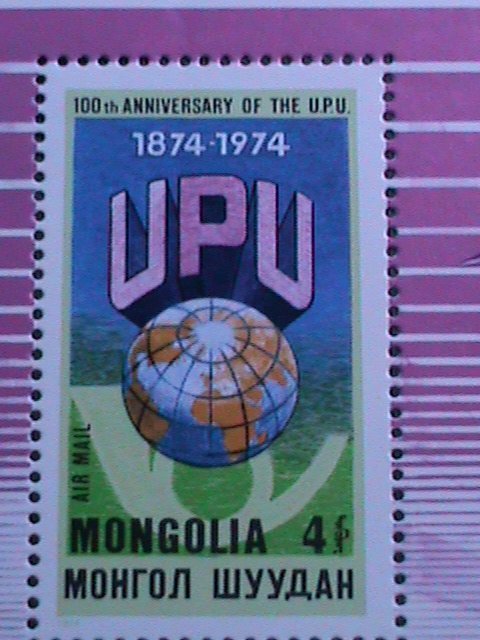 100th ANNIVERSARY OF THE U.P.U.
1874-1974
UPU
AIR MAIL
MONGOLIA 4₮
МОНГОЛ ШУУДАН